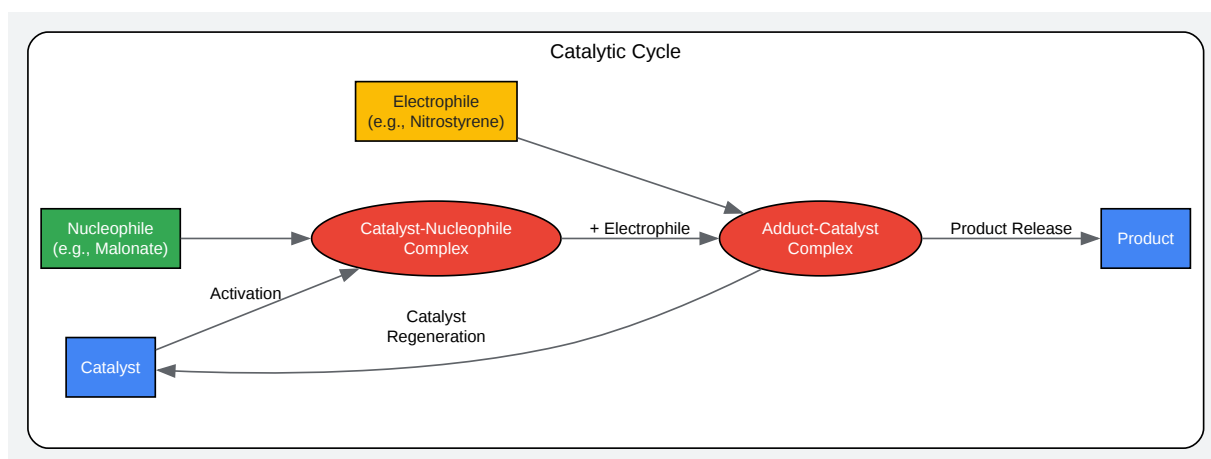 Catalytic Cycle
Electrophile
(e.g., Nitrostyrene)
Nucleophile
(e.g., Malonate)
Catalyst-Nucleophile
Complex
+ Electrophile
Adduct-Catalyst
Complex
Product Release
Product
Activation
Catalyst
Regeneration
Catalyst